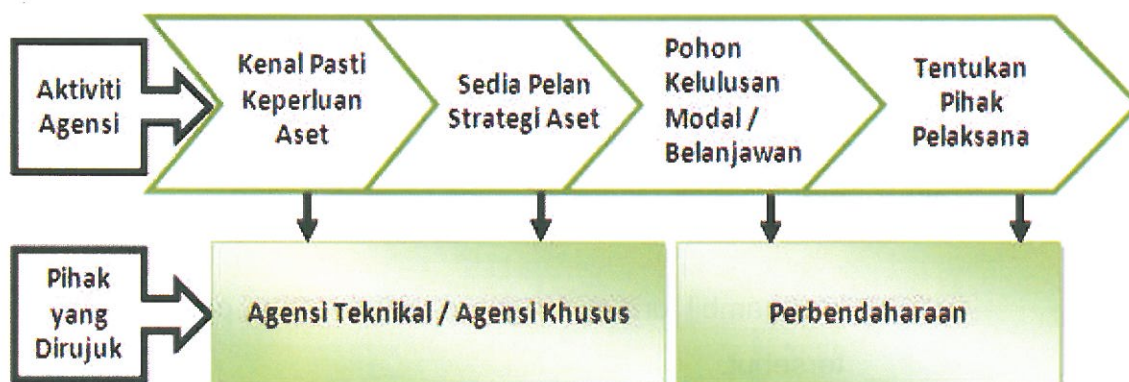 Aktiviti
Agensi
Kenal Pasti
Keperluan
Aset
Sedia Pelan
Strategi Aset
Pohon
Kelulusan
Modal /
Belanjawan
Tentukan
Pihak
Pelaksana
Pihak
yang
Dirujuk
Agensi Teknikal / Agensi Khusus
Perbendaharaan